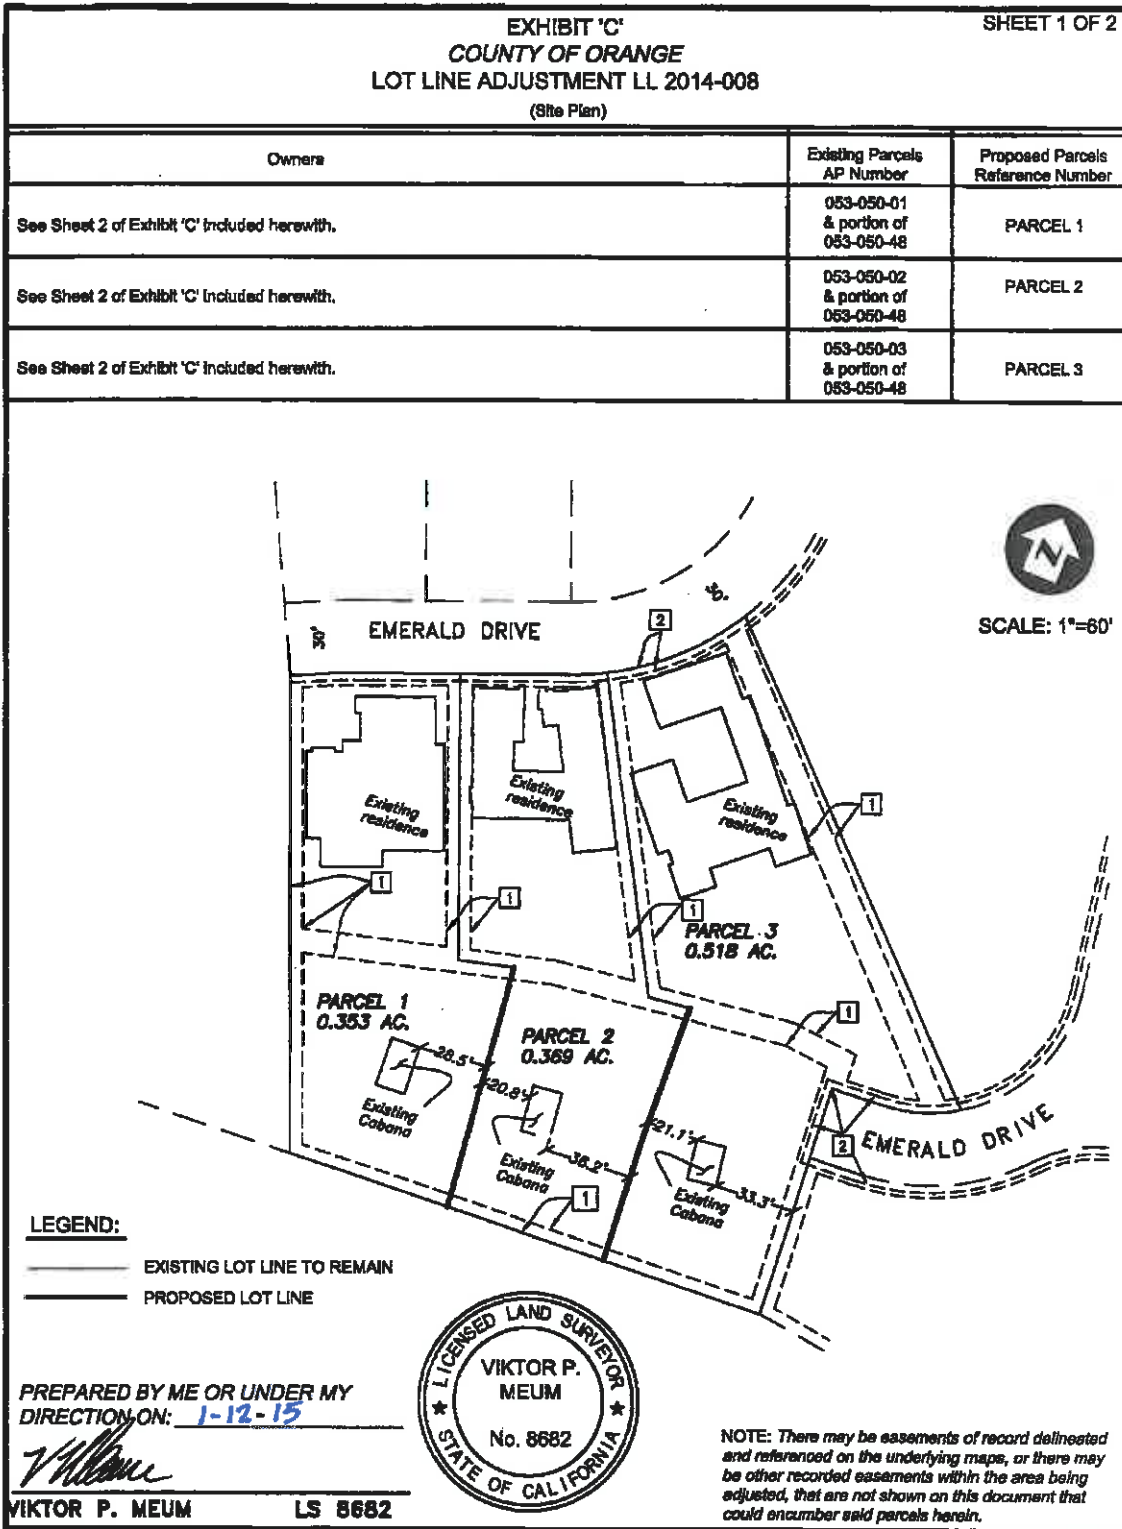 EXHIBIT 'C'
SHEET 1 OF 2
COUNTY OF ORANGE
LOT LINE ADJUSTMENT LL 2014-008
(Site Plan)
Owners
Existing Parcels
AP Number
Proposed Parcels
Reference Number
See Sheet 2 of Exhibit 'C' included herewith.
053-050-01
& portion of
053-050-48
PARCEL 1
See Sheet 2 of Exhibit 'C' included herewith.
053-050-02
& portion of
053-050-48
PARCEL 2
See Sheet 2 of Exhibit 'C' included herewith.
053-050-03
& portion of
053-050-48
PARCEL 3
N
SCALE: 1"=60'
30'
EMERALD DRIVE
2
30'
Existing
residence
Existing
residence
Existing
residence
1
1
1
1
PARCEL 3
0.518 AC.
PARCEL 1
0.353 AC.
1
PARCEL 2
0.369 AC.
28.5'
20.8'
Existing
Cabana
21.1'
EMERALD DRIVE
2
Existing
Cabana
36.2'
33.3'
Existing
Cabana
1
LEGEND:
EXISTING LOT LINE TO REMAIN
PROPOSED LOT LINE
PREPARED BY ME OR UNDER MY
DIRECTION ON: 1-12-15
VIKTOR P. MEUM LS 8682
LICENSED LAND SURVEYOR
VIKTOR P.
MEUM
No. 8682
STATE OF CALIFORNIA
NOTE: There may be easements of record delineated
and referenced on the underlying maps, or there may
be other recorded easements within the area being
adjusted, that are not shown on this document that
could encumber said parcels herein.